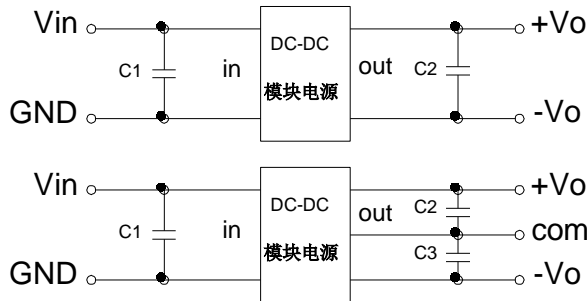 Vin
+Vo
DC-DC
C1
in
out
C2
模块电源
GND
-Vo
Vin
+Vo
DC-DC
C2
out
C1
in
com
模块电源
C3
GND
-Vo